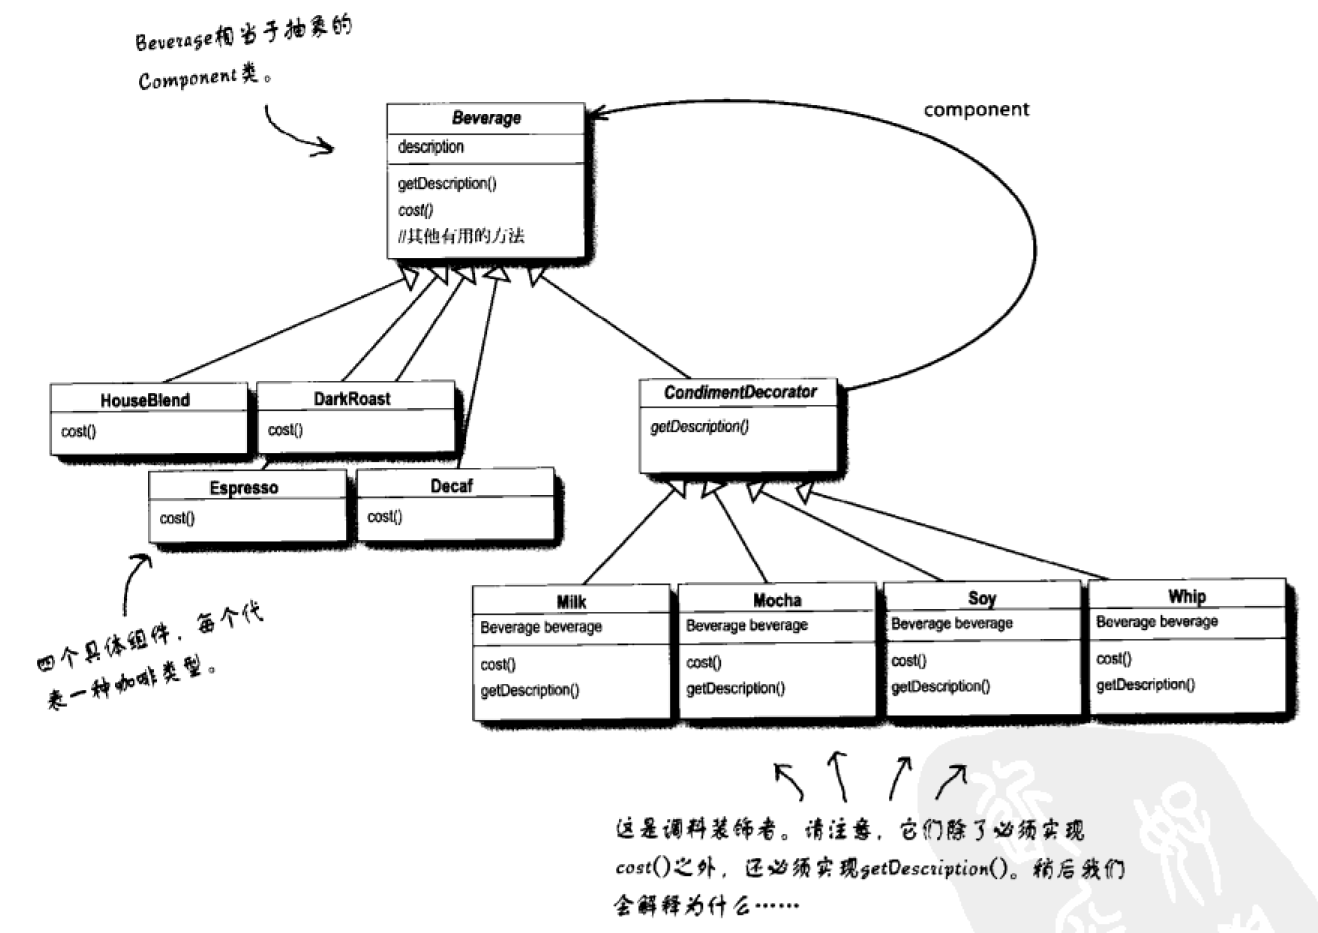 Beverage相当于抽象的
Component类。
component
Beverage
description
getDescription()
cost()
//其他有用的方法
HouseBlend
cost()
DarkRoast
cost()
Espresso
cost()
Decaf
cost()
CondimentDecorator
getDescription()
四个具体组件，每个代
表一种咖啡类型。
Milk
Beverage beverage
cost()
getDescription()
Mocha
Beverage beverage
cost()
getDescription()
Soy
Beverage beverage
cost()
getDescription()
Whip
Beverage beverage
cost()
getDescription()
这是调料装饰者。请注意，它们除了必须实现
cost()之外，还必须实现getDescription()。稍后我们
会解释为什么……